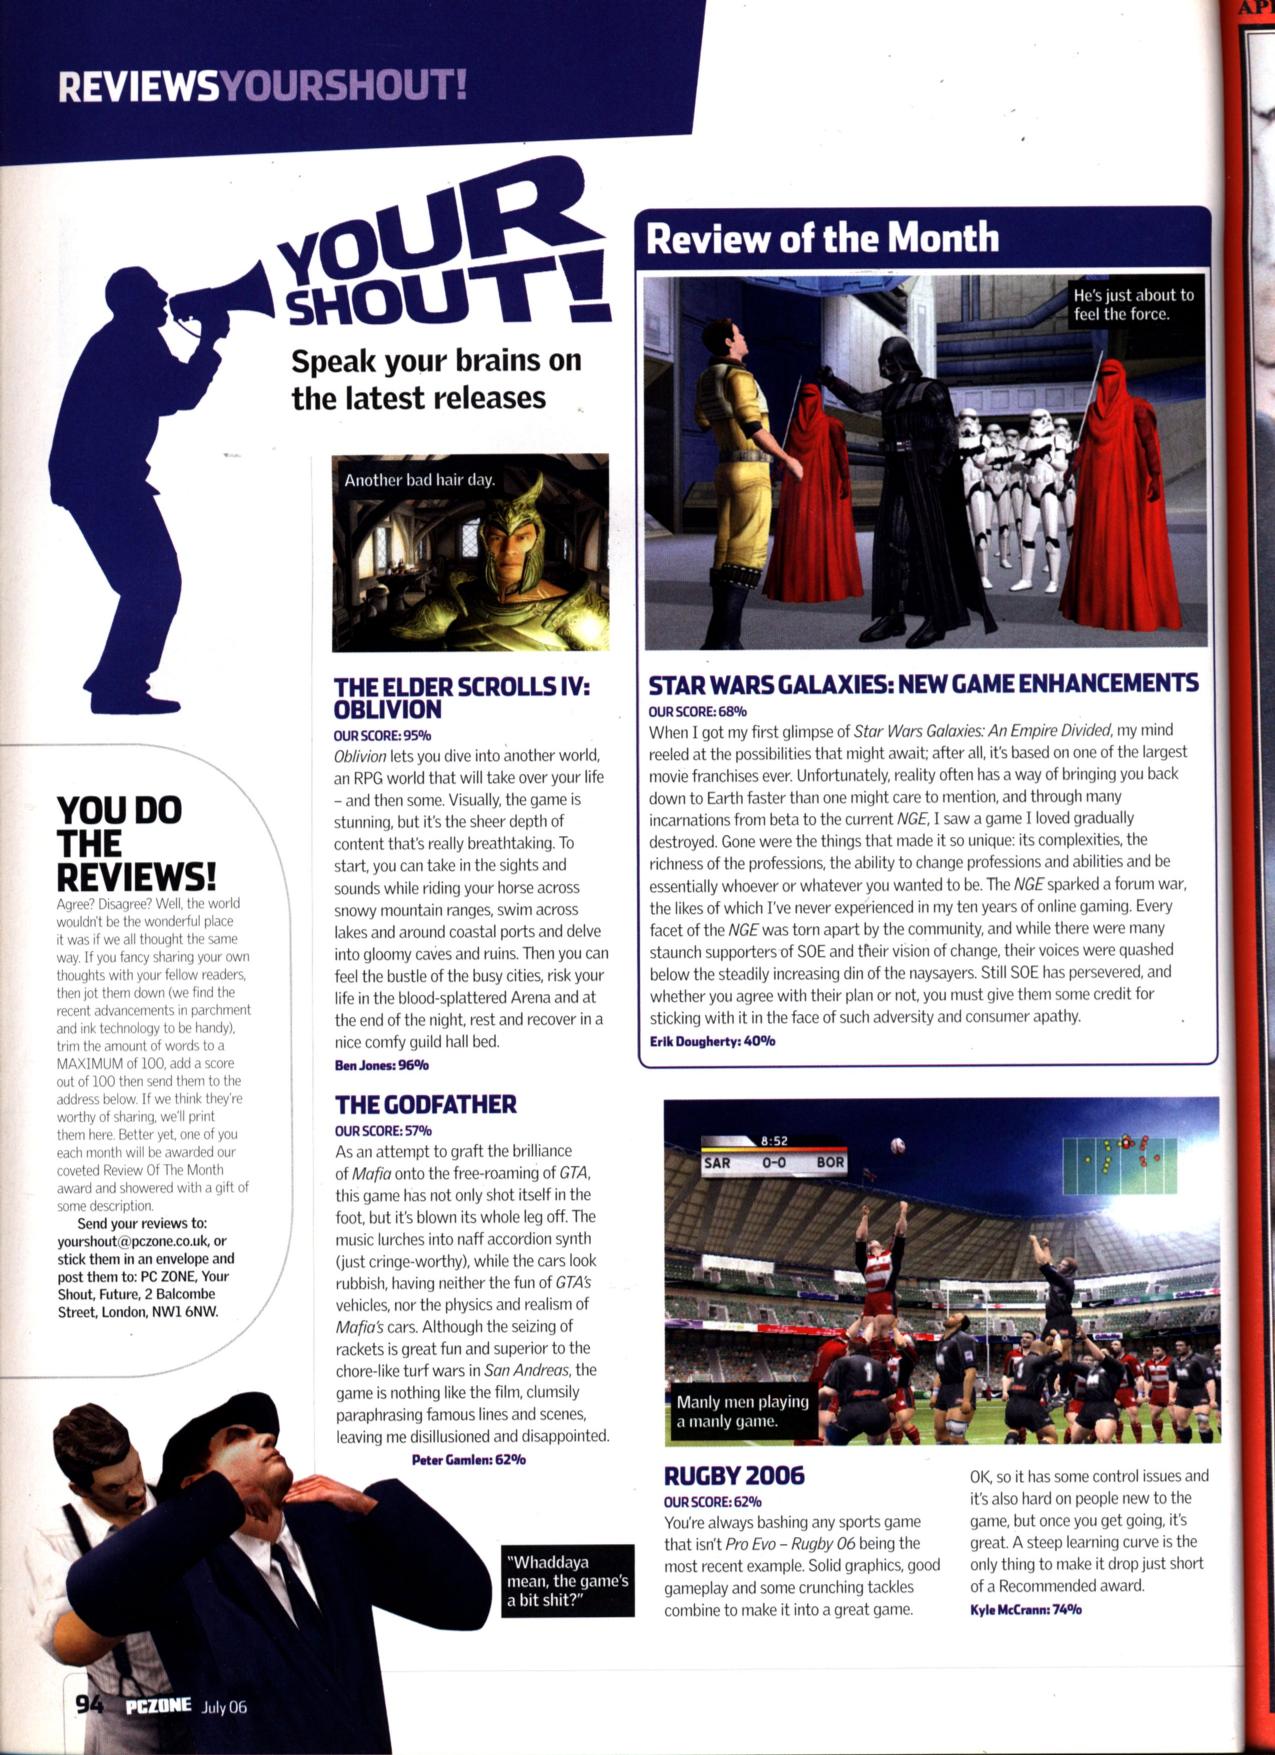 REVIEWSYOURSHOUT!
YOUR
SHOUT!
Speak your brains on
the latest releases
YOU DO
THE
REVIEWS!
Agree? Disagree? Well, the world
wouldn't be the wonderful place
it was if we all thought the same
way. If you fancy sharing your own
thoughts with your fellow readers,
then jot them down (we find the
recent advancements in parchment
and ink technology to be handy),
trim the amount of words to a
MAXIMUM of 100, add a score
out of 100 then send them to the
address below. If we think they're
worthy of sharing, we'll print
them here. Better yet, one of you
each month will be awarded our
coveted Review Of The Month
award and showered with a gift of
some description.
Send your reviews to:
yourshout@pczone.co.uk, or
stick them in an envelope and
post them to: PC ZONE, Your
Shout, Future, 2 Balcombe
Street, London, NW1 6NW.
Another bad hair day.
THE ELDER SCROLLS IV:
OBLIVION
OUR SCORE: 95%
Oblivion lets you dive into another world,
an RPG world that will take over your life
– and then some. Visually, the game is
stunning, but it's the sheer depth of
content that's really breathtaking. To
start, you can take in the sights and
sounds while riding your horse across
snowy mountain ranges, swim across
lakes and around coastal ports and delve
into gloomy caves and ruins. Then you can
feel the bustle of the busy cities, risk your
life in the blood-splattered Arena and at
the end of the night, rest and recover in a
nice comfy guild hall bed.
Ben Jones: 96%
THE GODFATHER
OUR SCORE: 57%
As an attempt to graft the brilliance
of Mafia onto the free-roaming of GTA,
this game has not only shot itself in the
foot, but it's blown its whole leg off. The
music lurches into naff accordion synth
(just cringe-worthy), while the cars look
rubbish, having neither the fun of GTA's
vehicles, nor the physics and realism of
Mafia's cars. Although the seizing of
rackets is great fun and superior to the
chore-like turf wars in San Andreas, the
game is nothing like the film, clumsily
paraphrasing famous lines and scenes,
leaving me disillusioned and disappointed.
Peter Gamlen: 62%
"Whaddaya
mean, the game's
a bit shit?"
Review of the Month
He's just about to
feel the force.
STAR WARS GALAXIES: NEW GAME ENHANCEMENTS
OUR SCORE: 68%
When I got my first glimpse of Star Wars Galaxies: An Empire Divided, my mind
reeled at the possibilities that might await; after all, it's based on one of the largest
movie franchises ever. Unfortunately, reality often has a way of bringing you back
down to Earth faster than one might care to mention, and through many
incarnations from beta to the current NGE, I saw a game I loved gradually
destroyed. Gone were the things that made it so unique: its complexities, the
richness of the professions, the ability to change professions and abilities and be
essentially whoever or whatever you wanted to be. The NGE sparked a forum war,
the likes of which I've never experienced in my ten years of online gaming. Every
facet of the NGE was torn apart by the community, and while there were many
staunch supporters of SOE and their vision of change, their voices were quashed
below the steadily increasing din of the naysayers. Still SOE has persevered, and
whether you agree with their plan or not, you must give them some credit for
sticking with it in the face of such adversity and consumer apathy.
Erik Dougherty: 40%
8:52
SAR 0-0 BOR
Manly men playing
a manly game.
RUGBY 2006
OUR SCORE: 62%
You're always bashing any sports game
that isn't Pro Evo – Rugby 06 being the
most recent example. Solid graphics, good
gameplay and some crunching tackles
combine to make it into a great game.
OK, so it has some control issues and
it's also hard on people new to the
game, but once you get going, it's
great. A steep learning curve is the
only thing to make it drop just short
of a Recommended award.
Kyle McCrann: 74%
94 PCZONE July 06